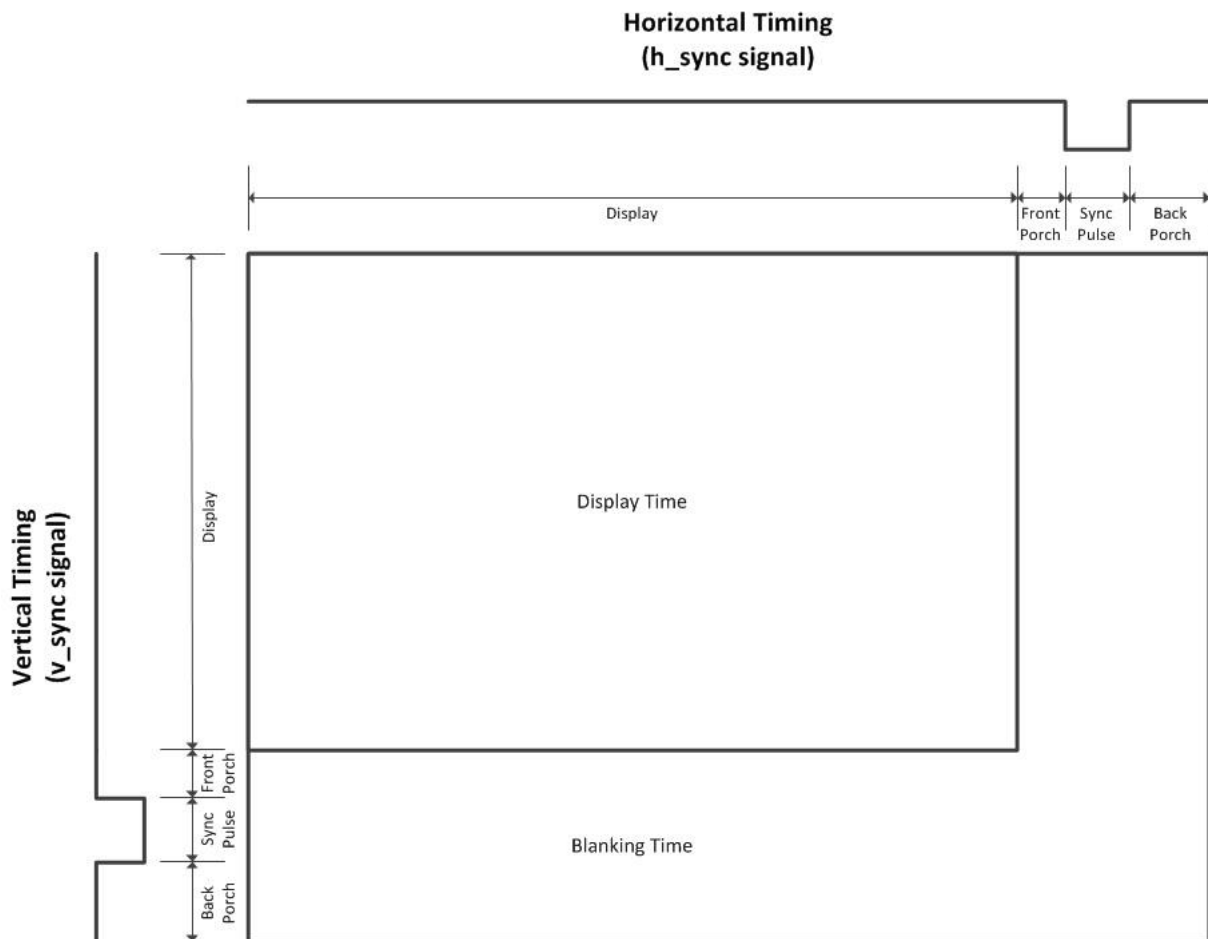 Horizontal Timing
(h_sync signal)
Display
Front
Porch
Sync
Pulse
Back
Porch
Vertical Timing
(v_sync signal)
Display
Display Time
Front
Porch
Sync
Pulse
Blanking Time
Back
Porch